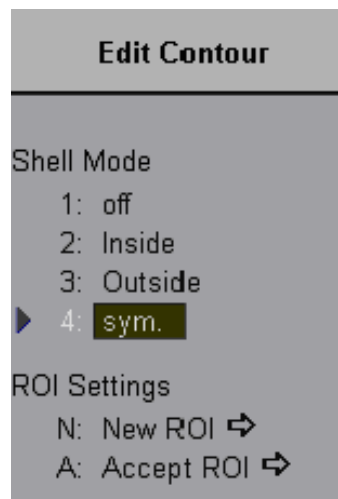 Edit Contour
Shell Mode
1: off
2: Inside
3: Outside
4: sym.
ROI Settings
N: New ROI
A: Accept ROI